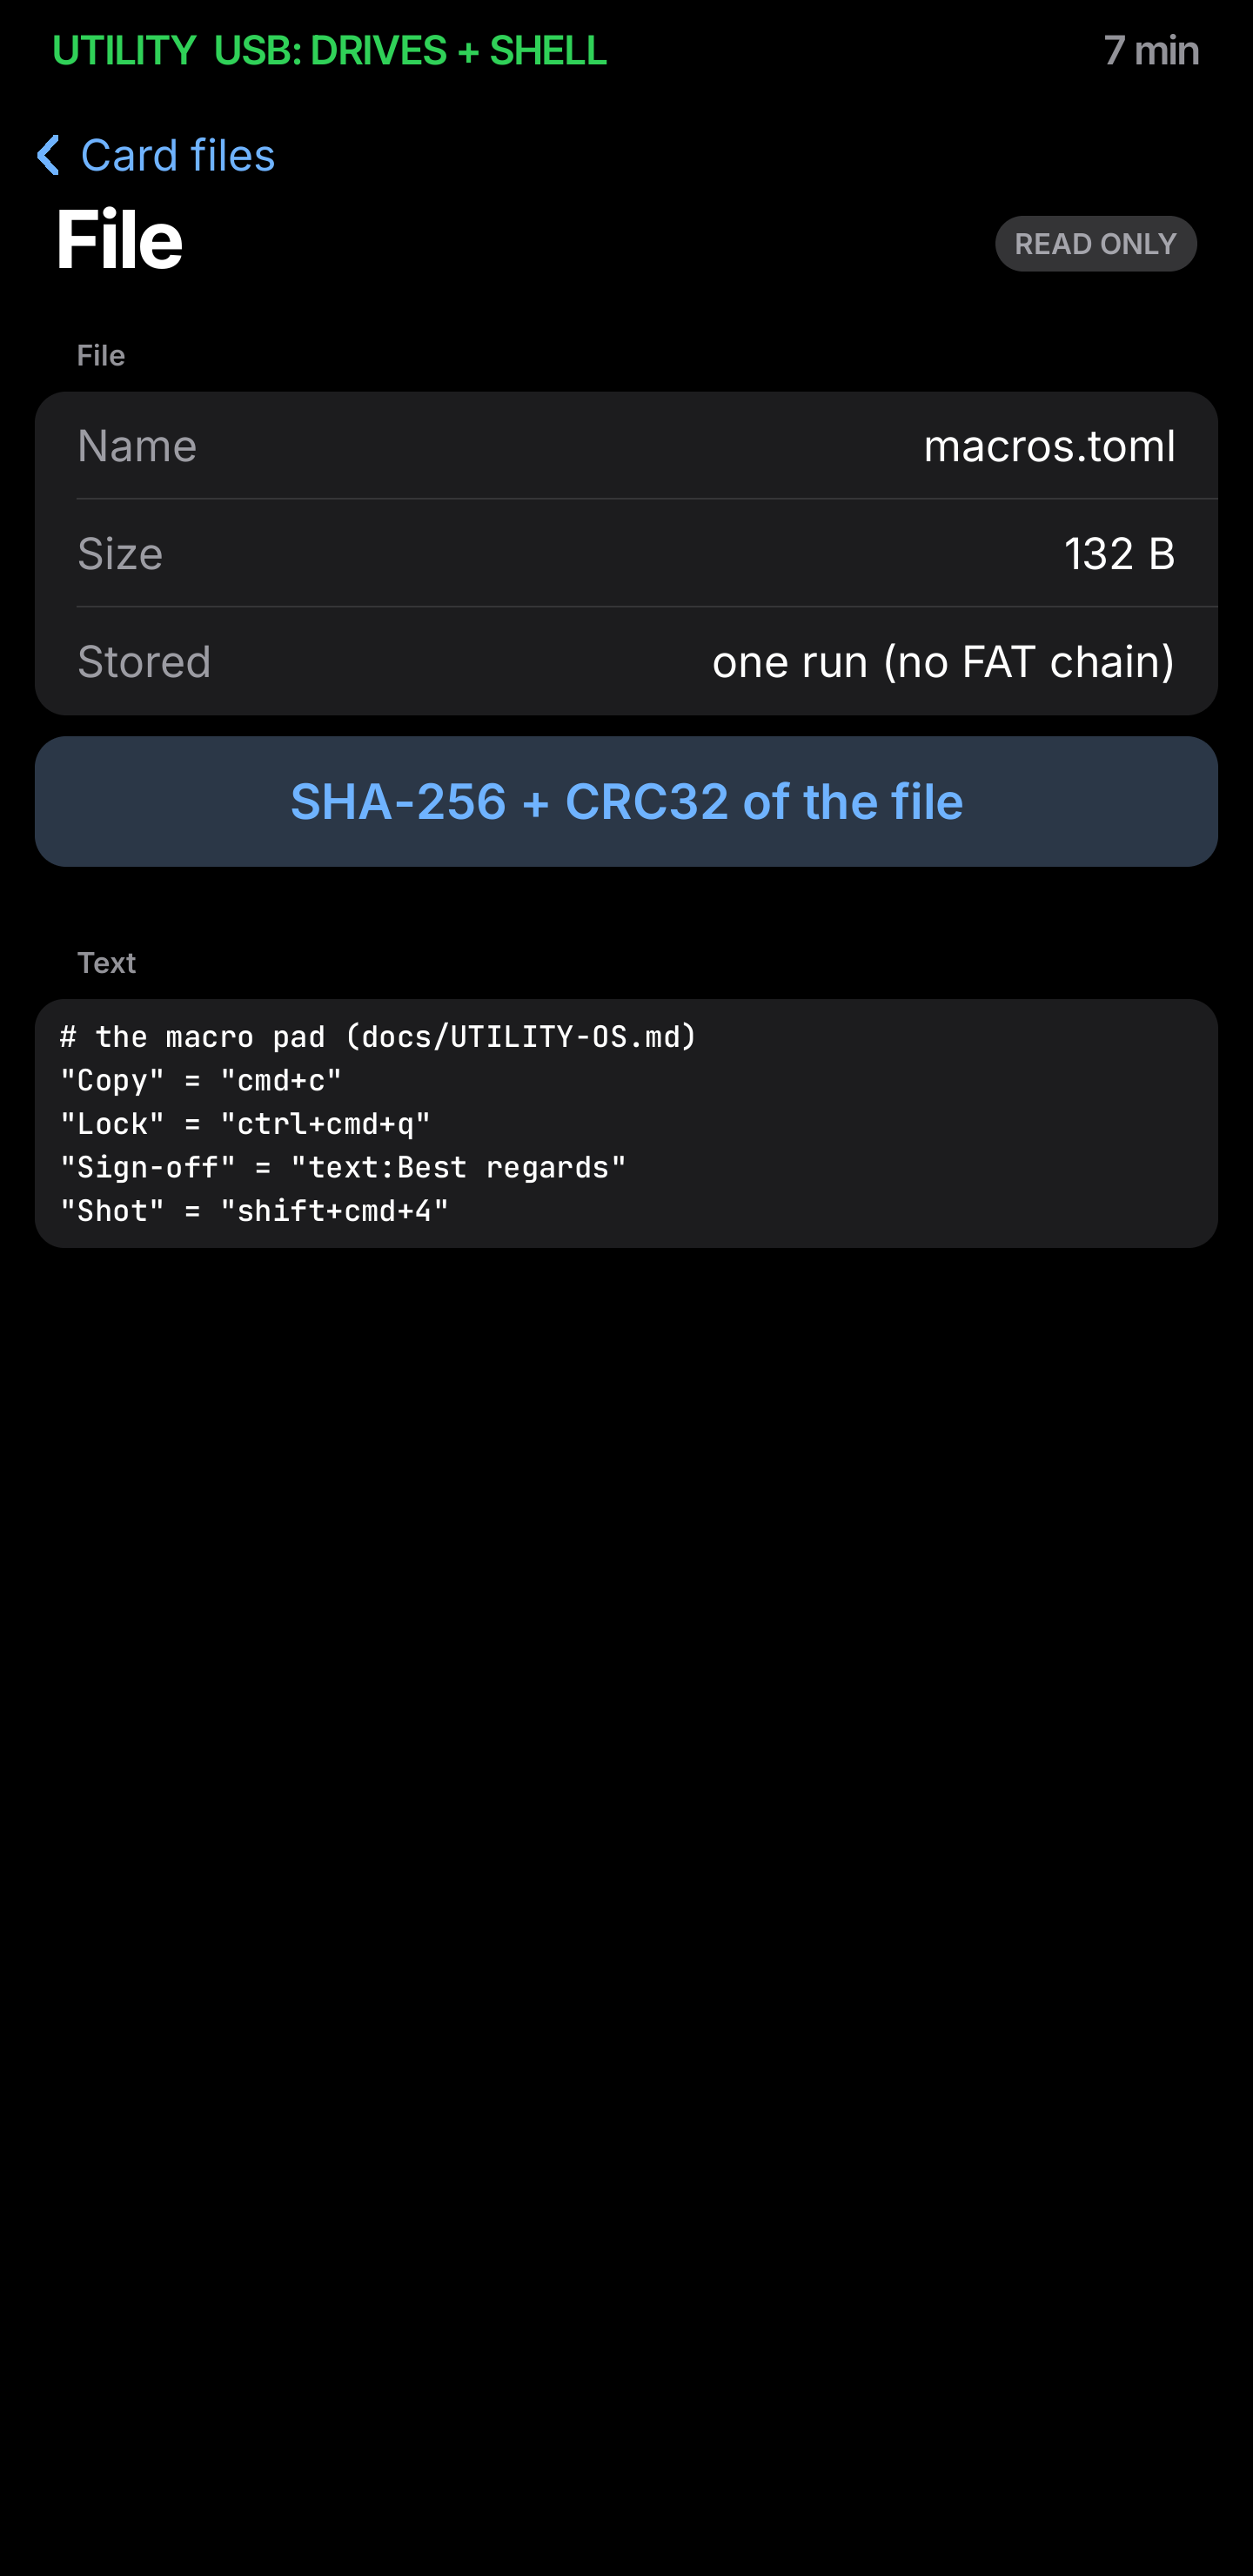 UTILITY USB: DRIVES + SHELL 7 min
Card files
File READ ONLY
File
Name macros.toml
Size 132 B
Stored one run (no FAT chain)
SHA-256 + CRC32 of the file
Text
# the macro pad (docs/UTILITY-OS.md)
"Copy" = "cmd+c"
"Lock" = "ctrl+cmd+q"
"Sign-off" = "text:Best regards"
"Shot" = "shift+cmd+4"